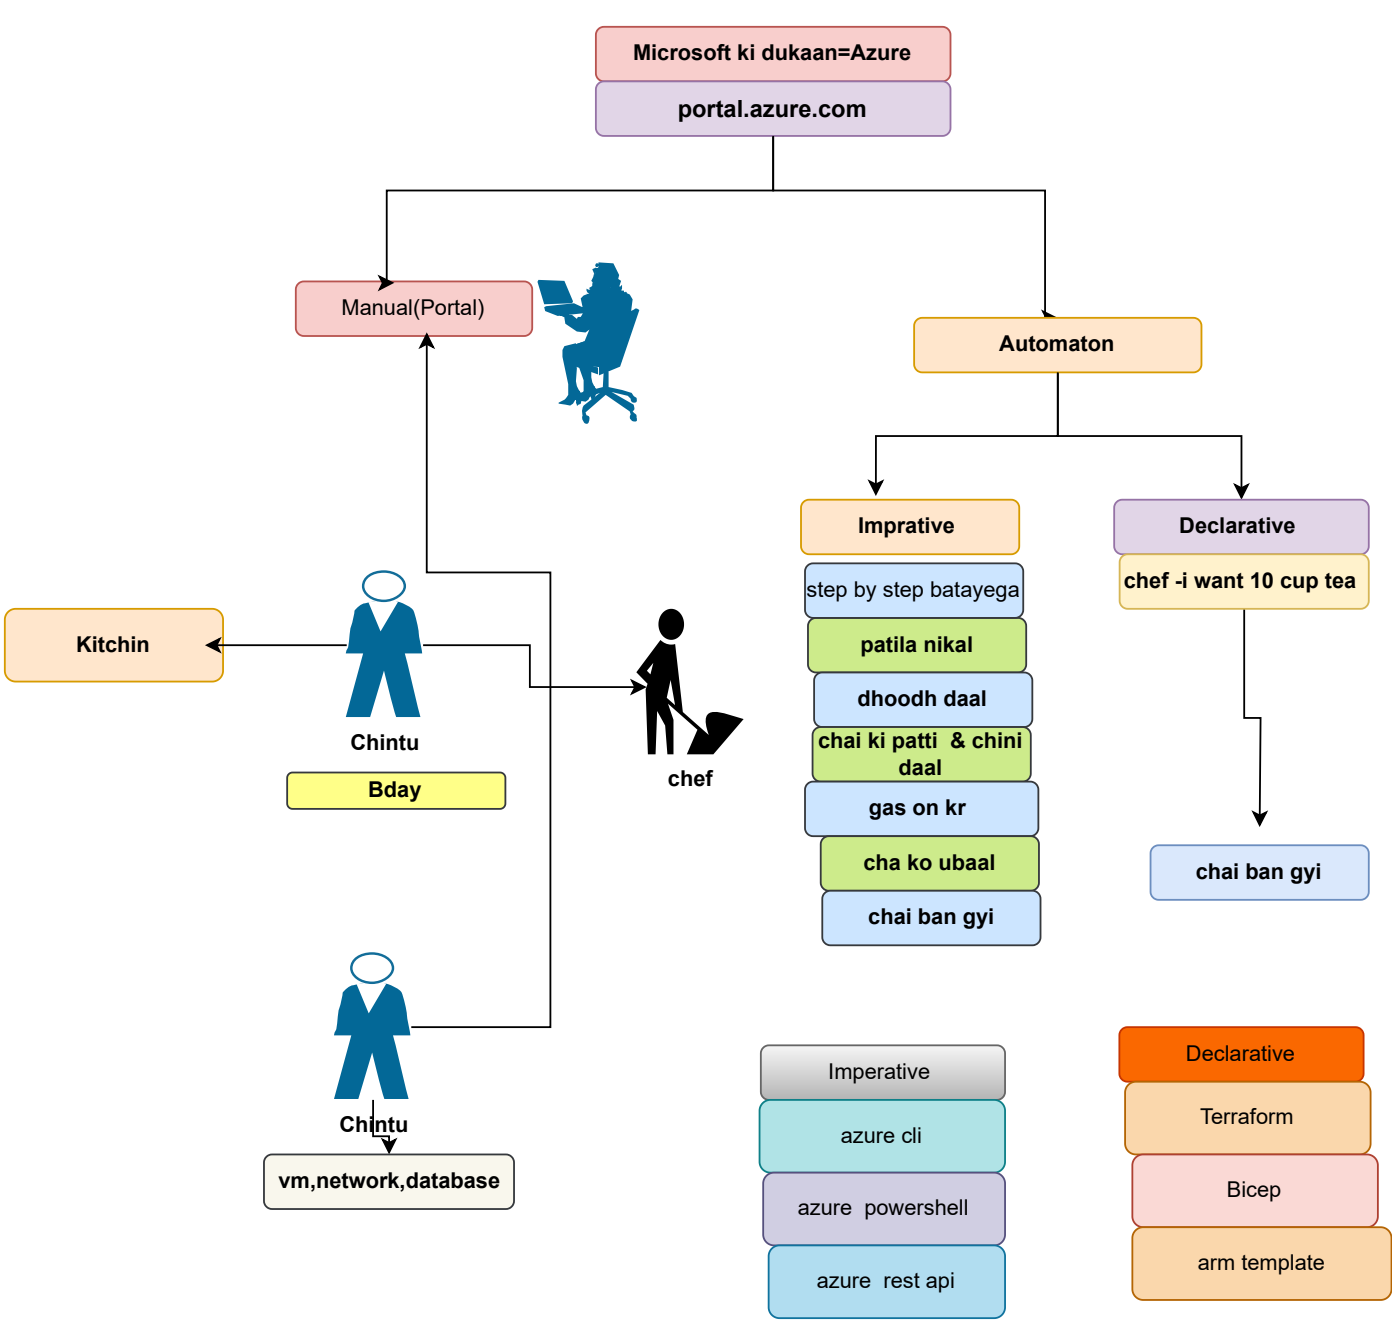 Microsoft ki dukaan=Azure
portal.azure.com
Manual(Portal)
Automaton
Imprative
step by step batayega
patila nikal
dhoodh daal
chai ki patti  & chini
daal
gas on kr
cha ko ubaal
chai ban gyi
Declarative
chef -i want 10 cup tea
chai ban gyi
Kitchin
Chintu
Bday
chef
Chintu
vm,network,database
Imperative
azure cli
azure  powershell
azure  rest api
Declarative
Terraform
Bicep
arm template